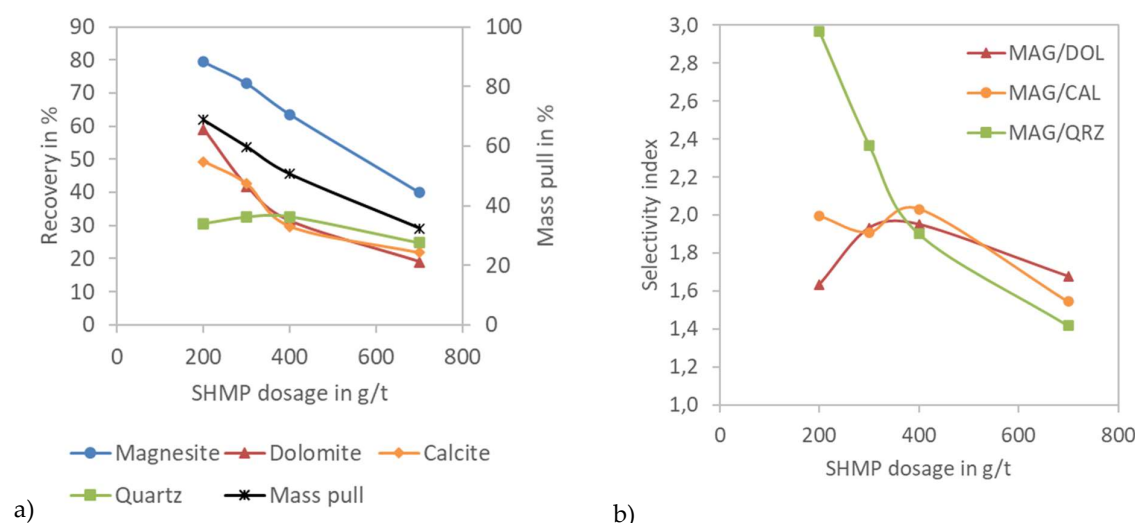 90
80
70
60
50
40
30
20
10
0
Recovery in %
100
80
60
40
20
0
Mass pull in %
0 200 400 600 800
SHMP dosage in g/t
Magnesite Dolomite Calcite
Quartz Mass pull
a)
3,0
2,8
2,6
2,4
2,2
2,0
1,8
1,6
1,4
1,2
1,0
Selectivity index
MAG/DOL
MAG/CAL
MAG/QRZ
0 200 400 600 800
SHMP dosage in g/t
b)